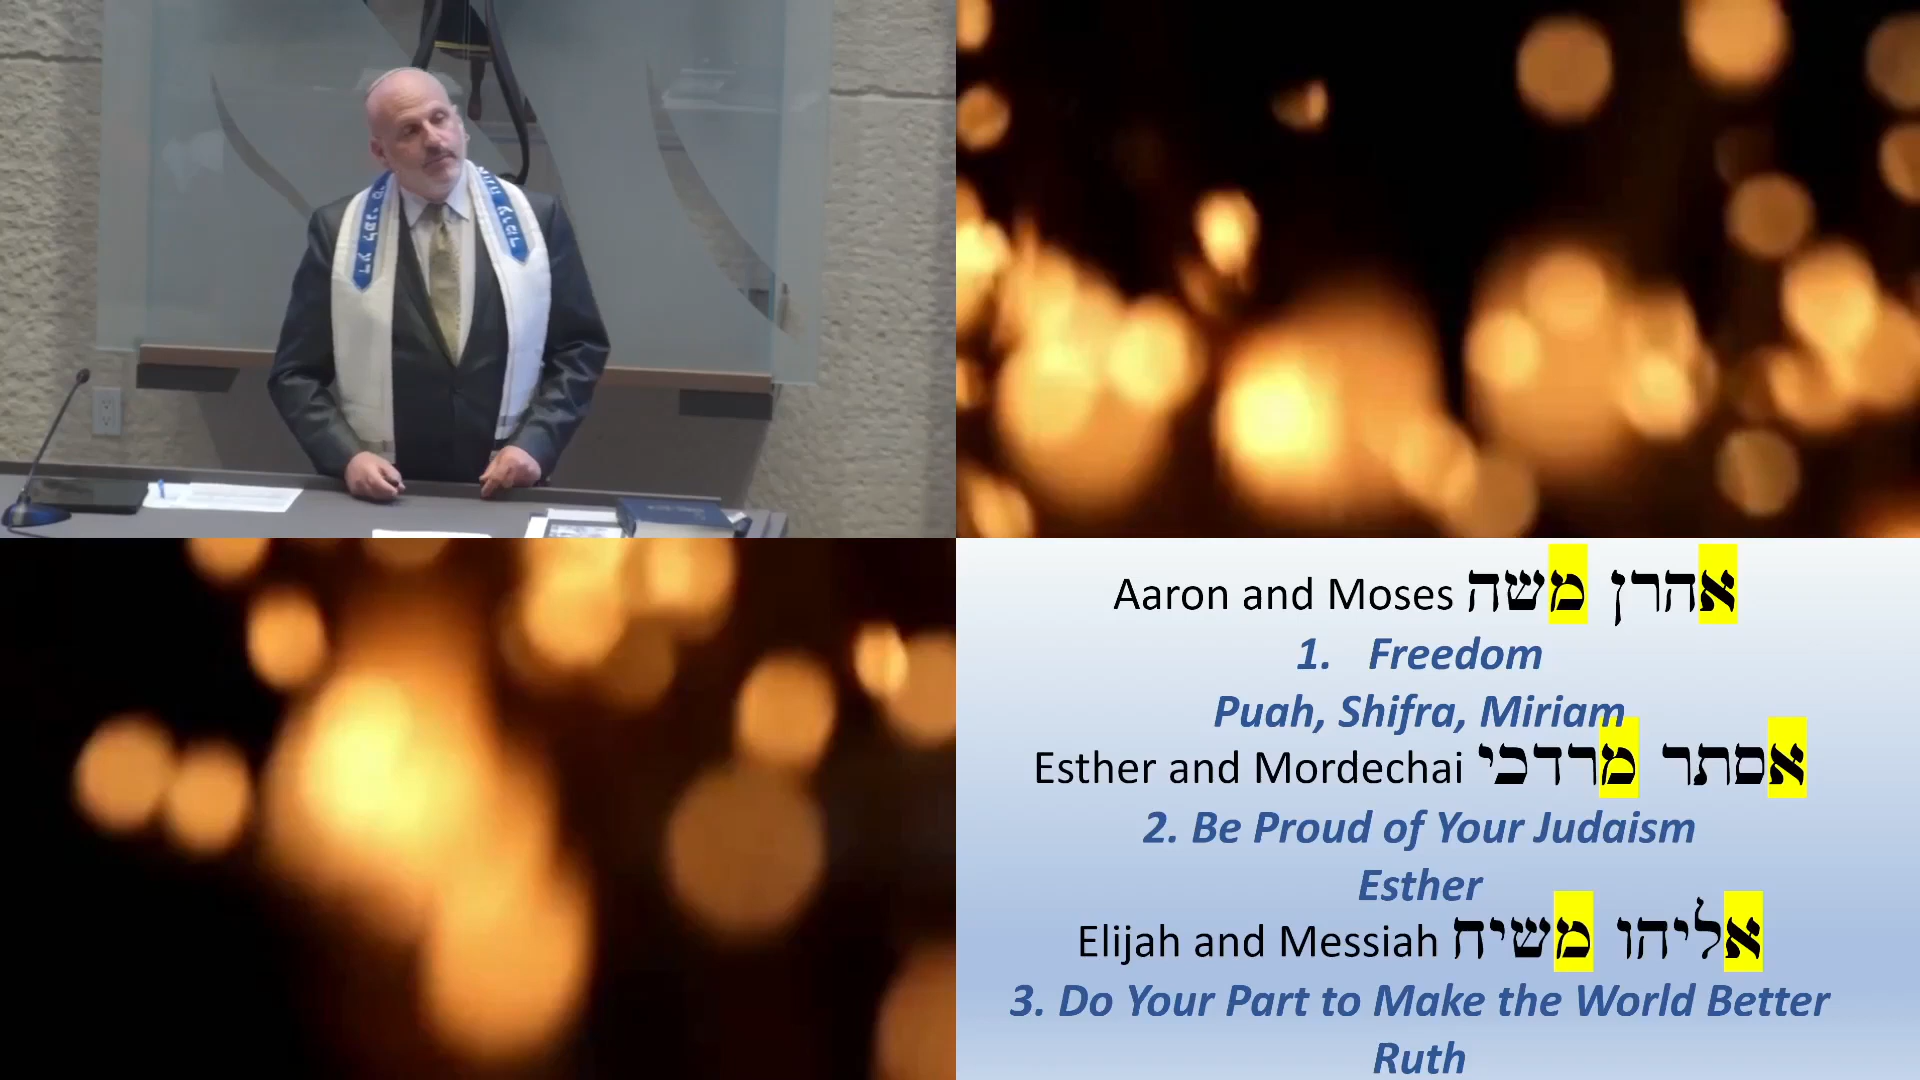 Aaron and Moses אהרן משה
1. Freedom
Puah, Shifra, Miriam
Esther and Mordechai אסתר מרדכי
2. Be Proud of Your Judaism
Esther
Elijah and Messiah אליהו משיח
3. Do Your Part to Make the World Better
Ruth